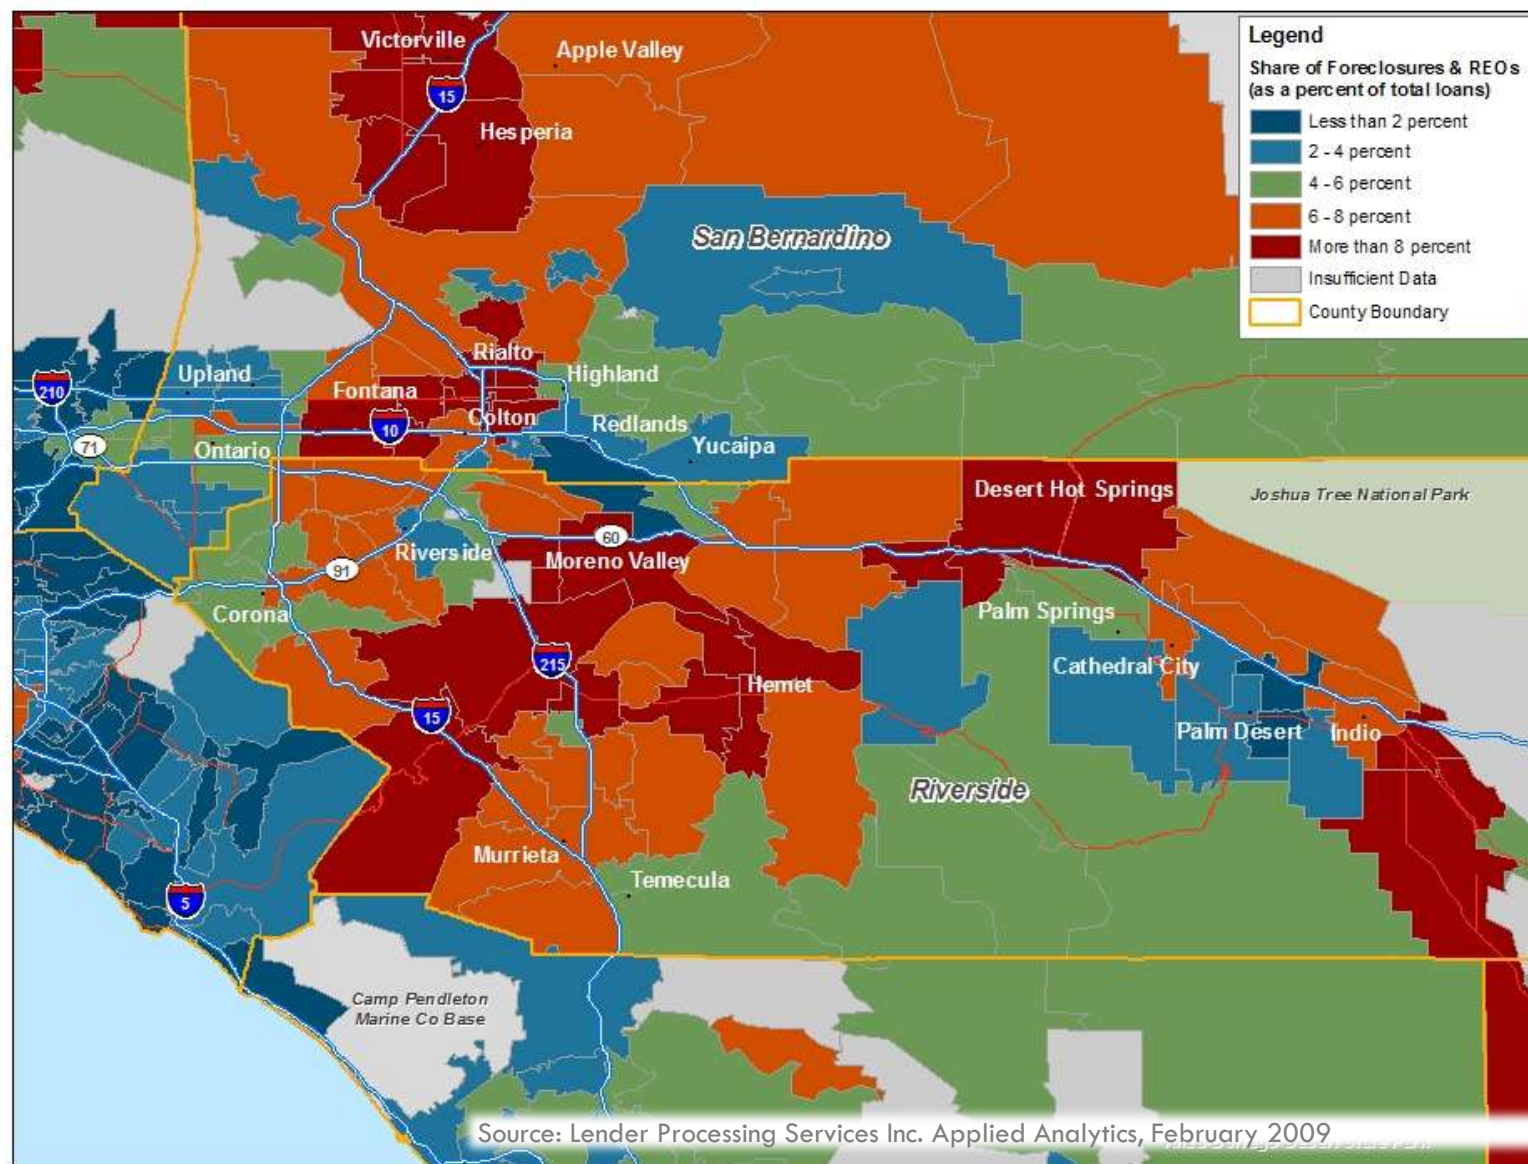 Legend
Share of Foreclosures & REOs
(as a percent of total loans)
Less than 2 percent
2 - 4 percent
4 - 6 percent
6 - 8 percent
More than 8 percent
Insufficient Data
County Boundary
Victorville
Apple Valley
15
Hesperia
San Bernardino
Rialto
Upland
Highland
210
Fontana
Colton
Redlands
10
71
Ontario
Yucaipa
Desert Hot Springs
Joshua Tree National Park
60
Riverside
Moreno Valley
91
Corona
Palm Springs
215
Cathedral City
Hemet
15
Palm Desert
Indio
Riverside
Murrieta
Temecula
5
Camp Pendleton
Marine Co Base
Source: Lender Processing Services Inc. Applied Analytics, February 2009